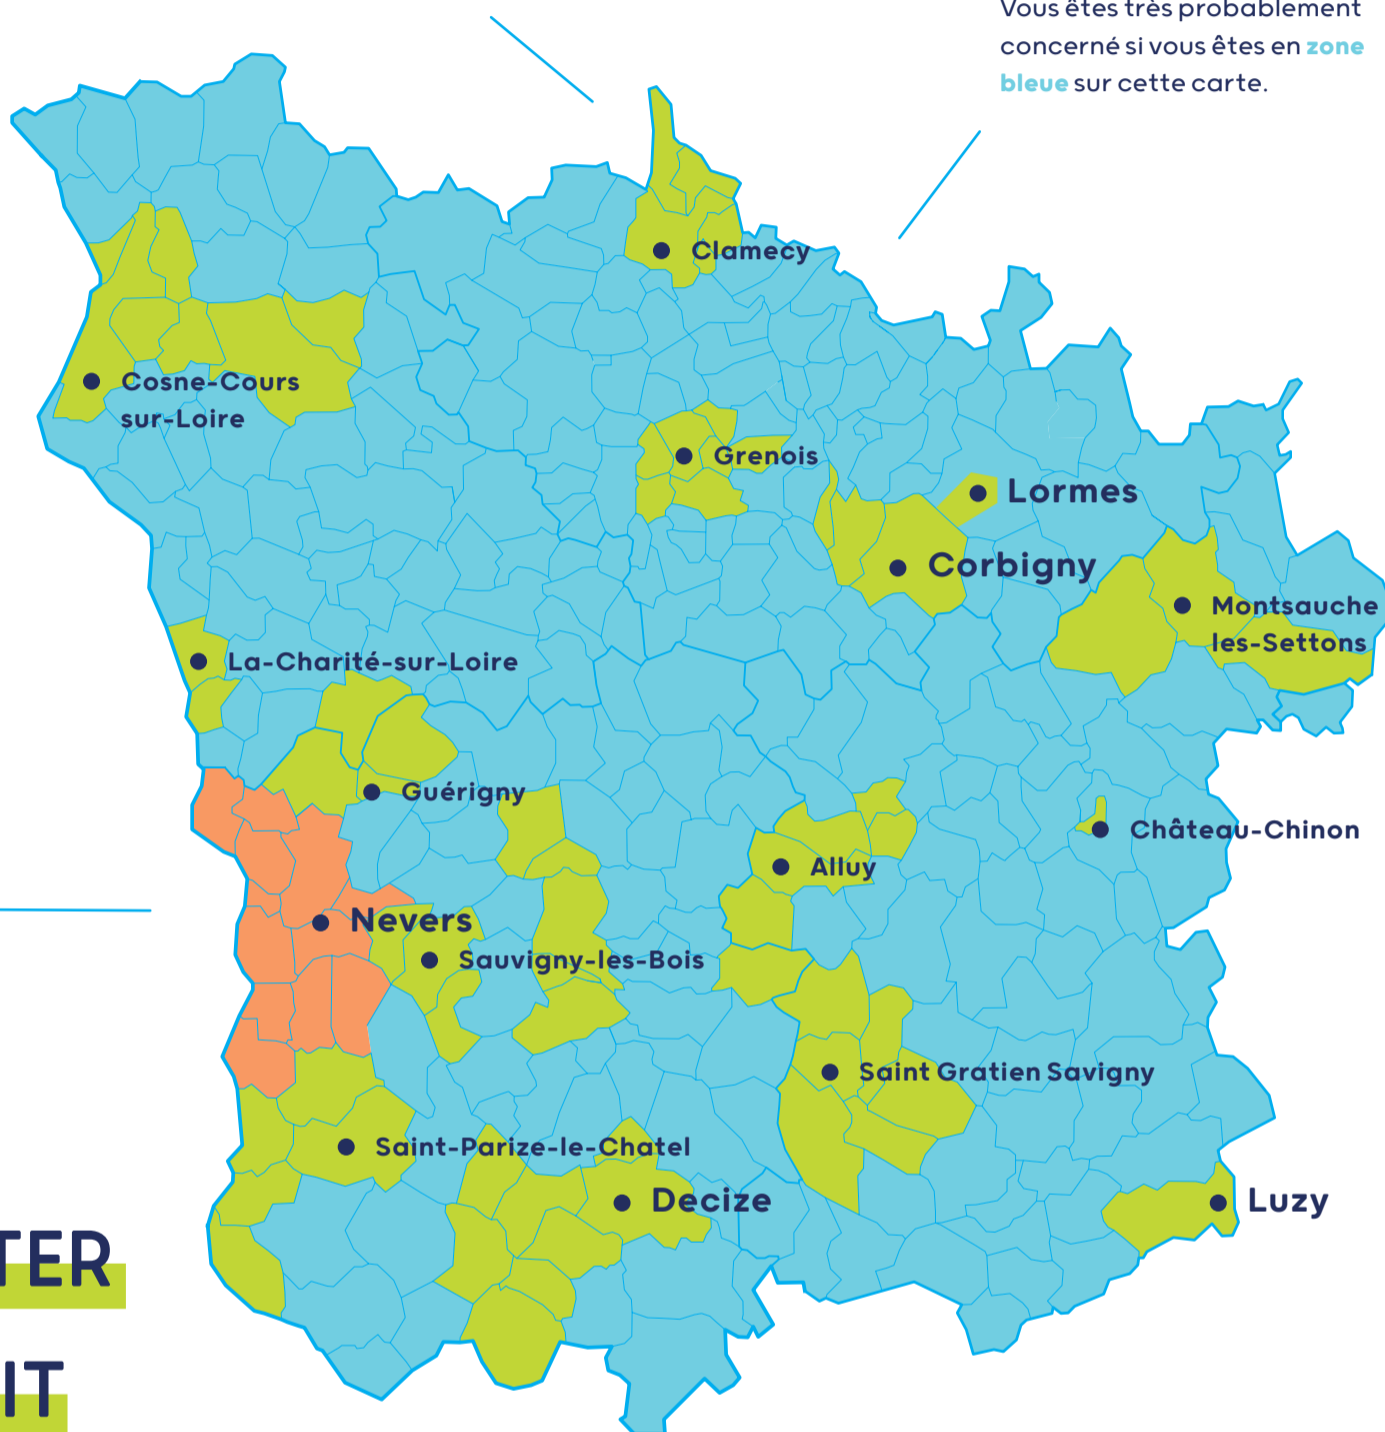 Vous êtes très probablement
concerné si vous êtes en zone
bleue sur cette carte.
Clamecy
Cosne-Cours
sur-Loire
Grenois
Lormes
Corbigny
Montsauche
les-Settons
La-Charité-sur-Loire
Guérigny
Château-Chinon
Alluy
Nevers
Sauvigny-les-Bois
Saint Gratien Savigny
Saint-Parize-le-Chatel
Decize
Luzy
TER
IT